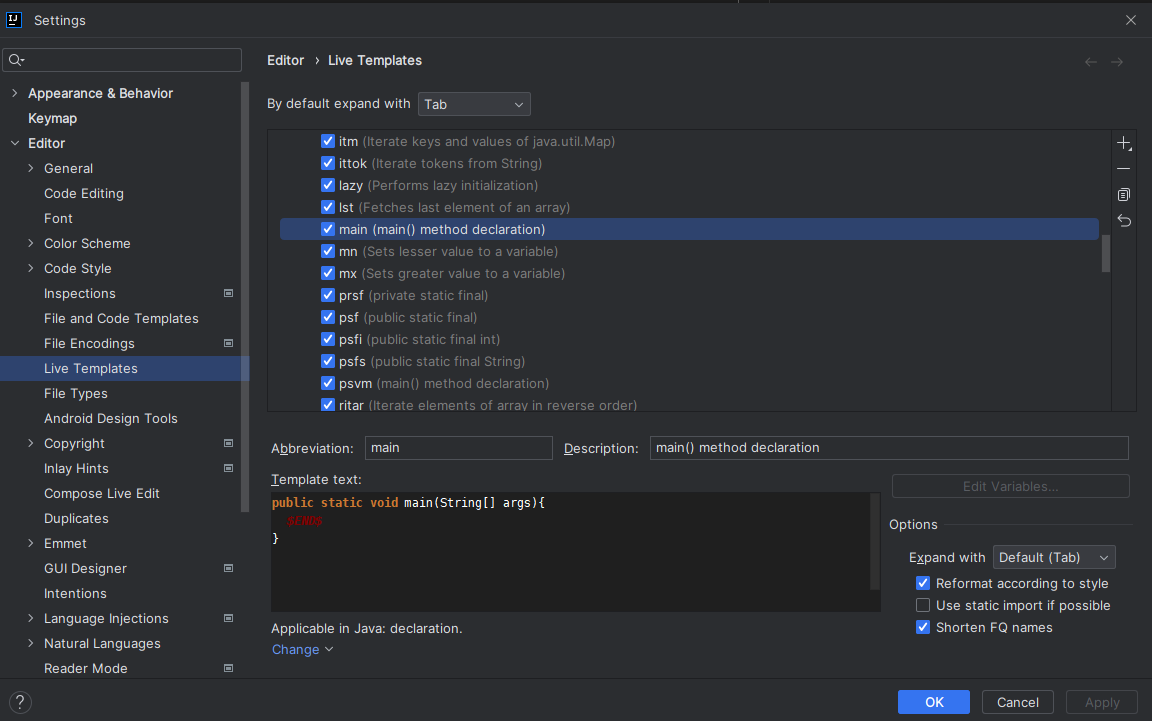 IJ
Settings
Appearance & Behavior
Keymap
Editor
General
Code Editing
Font
Color Scheme
Code Style
Inspections
File and Code Templates
File Encodings
Live Templates
File Types
Android Design Tools
Copyright
Inlay Hints
Compose Live Edit
Duplicates
Emmet
GUI Designer
Intentions
Language Injections
Natural Languages
Reader Mode
?
Editor › Live Templates
By default expand with Tab
itm (Iterate keys and values of java.util.Map)
ittok (Iterate tokens from String)
lazy (Performs lazy initialization)
lst (Fetches last element of an array)
main (main() method declaration)
mn (Sets lesser value to a variable)
mx (Sets greater value to a variable)
prsf (private static final)
psf (public static final)
psfi (public static final int)
psfs (public static final String)
psvm (main() method declaration)
ritar (Iterate elements of array in reverse order)
Abbreviation: main Description: main() method declaration
Template text:
public static void main(String[] args){
$END$
}
Applicable in Java: declaration.
Change
Edit Variables...
Options
Expand with Default (Tab)
Reformat according to style
Use static import if possible
Shorten FQ names
OK Cancel Apply